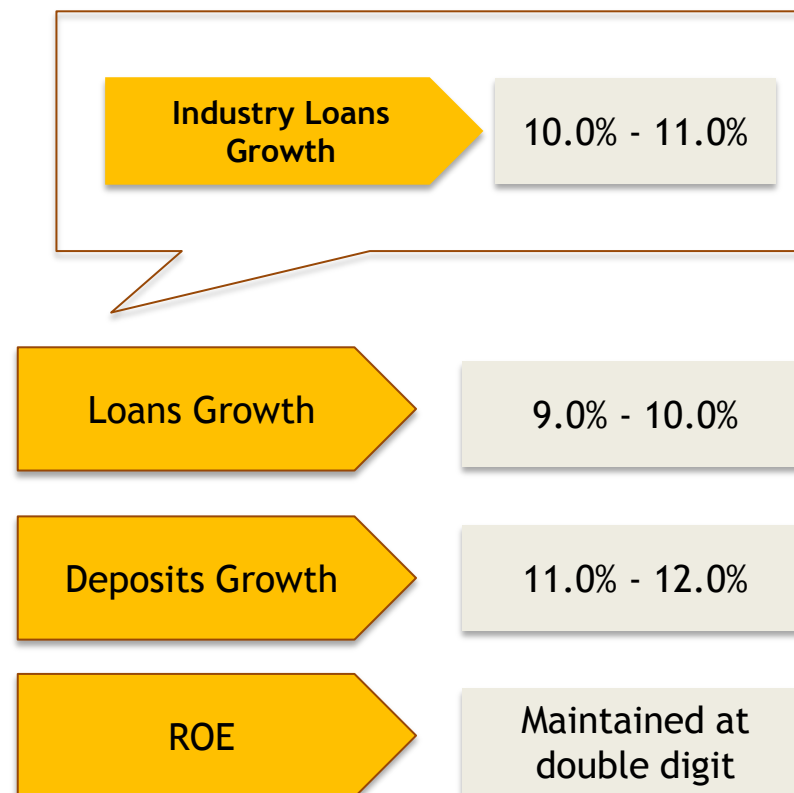 Industry Loans
Growth
10.0% - 11.0%
Loans Growth
9.0% - 10.0%
Deposits Growth
11.0% - 12.0%
ROE
Maintained at
double digit